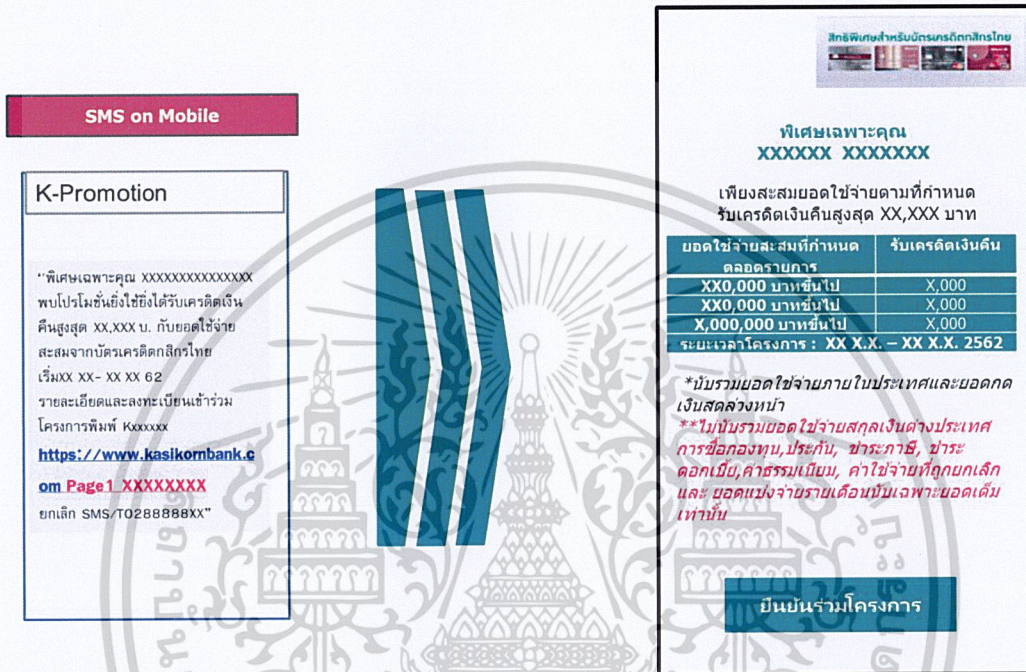 SMS on Mobile
K-Promotion
“พิเศษเฉพาะคุณ XXXXXXXXXXXXXXX
พบโปรโมชั่นยิ่งใช้ยิ่งได้รับเครดิตเงิน
คืนสูงสุด XX,XXX บ. กับยอดใช้จ่าย
สะสมจากบัตรเครดิตกสิกรไทย
เริ่มXX XX- XX XX 62
รายละเอียดและลงทะเบียนเข้าร่วม
โครงการพิมพ์ Kxxxxxx
https://www.kasikornbank.c
om Page1 XXXXXXXX
ยกเลิก SMS/T0288888XX”
สิทธิพิเศษสำหรับบัตรเครดิตกสิกรไทย
พิเศษเฉพาะคุณ
XXXXXX XXXXXXX
เพียงสะสมยอดใช้จ่ายตามที่กำหนด
รับเครดิตเงินคืนสูงสุด XX,XXX บาท
ยอดใช้จ่ายสะสมที่กำหนด รับเครดิตเงินคืน
ตลอดรายการ
XX0,000 บาทขึ้นไป X,000
XX0,000 บาทขึ้นไป X,000
X,000,000 บาทขึ้นไป X,000
ระยะเวลาโครงการ : XX X.X. – XX X.X. 2562
*นับรวมยอดใช้จ่ายภายในประเทศและยอดกด
เงินสดล่วงหน้า
**ไม่นับรวมยอดใช้จ่ายสกุลเงินต่างประเทศ
การซื้อกองทุน,ประกัน, ชำระภาษี, ชำระ
ดอกเบี้ย,ค่าธรรมเนียม, ค่าใช้จ่ายที่ถูกยกเลิก
และ ยอดแบ่งจ่ายรายเดือนนับเฉพาะยอดเดิม
เท่านั้น
ยืนยันร่วมโครงการ